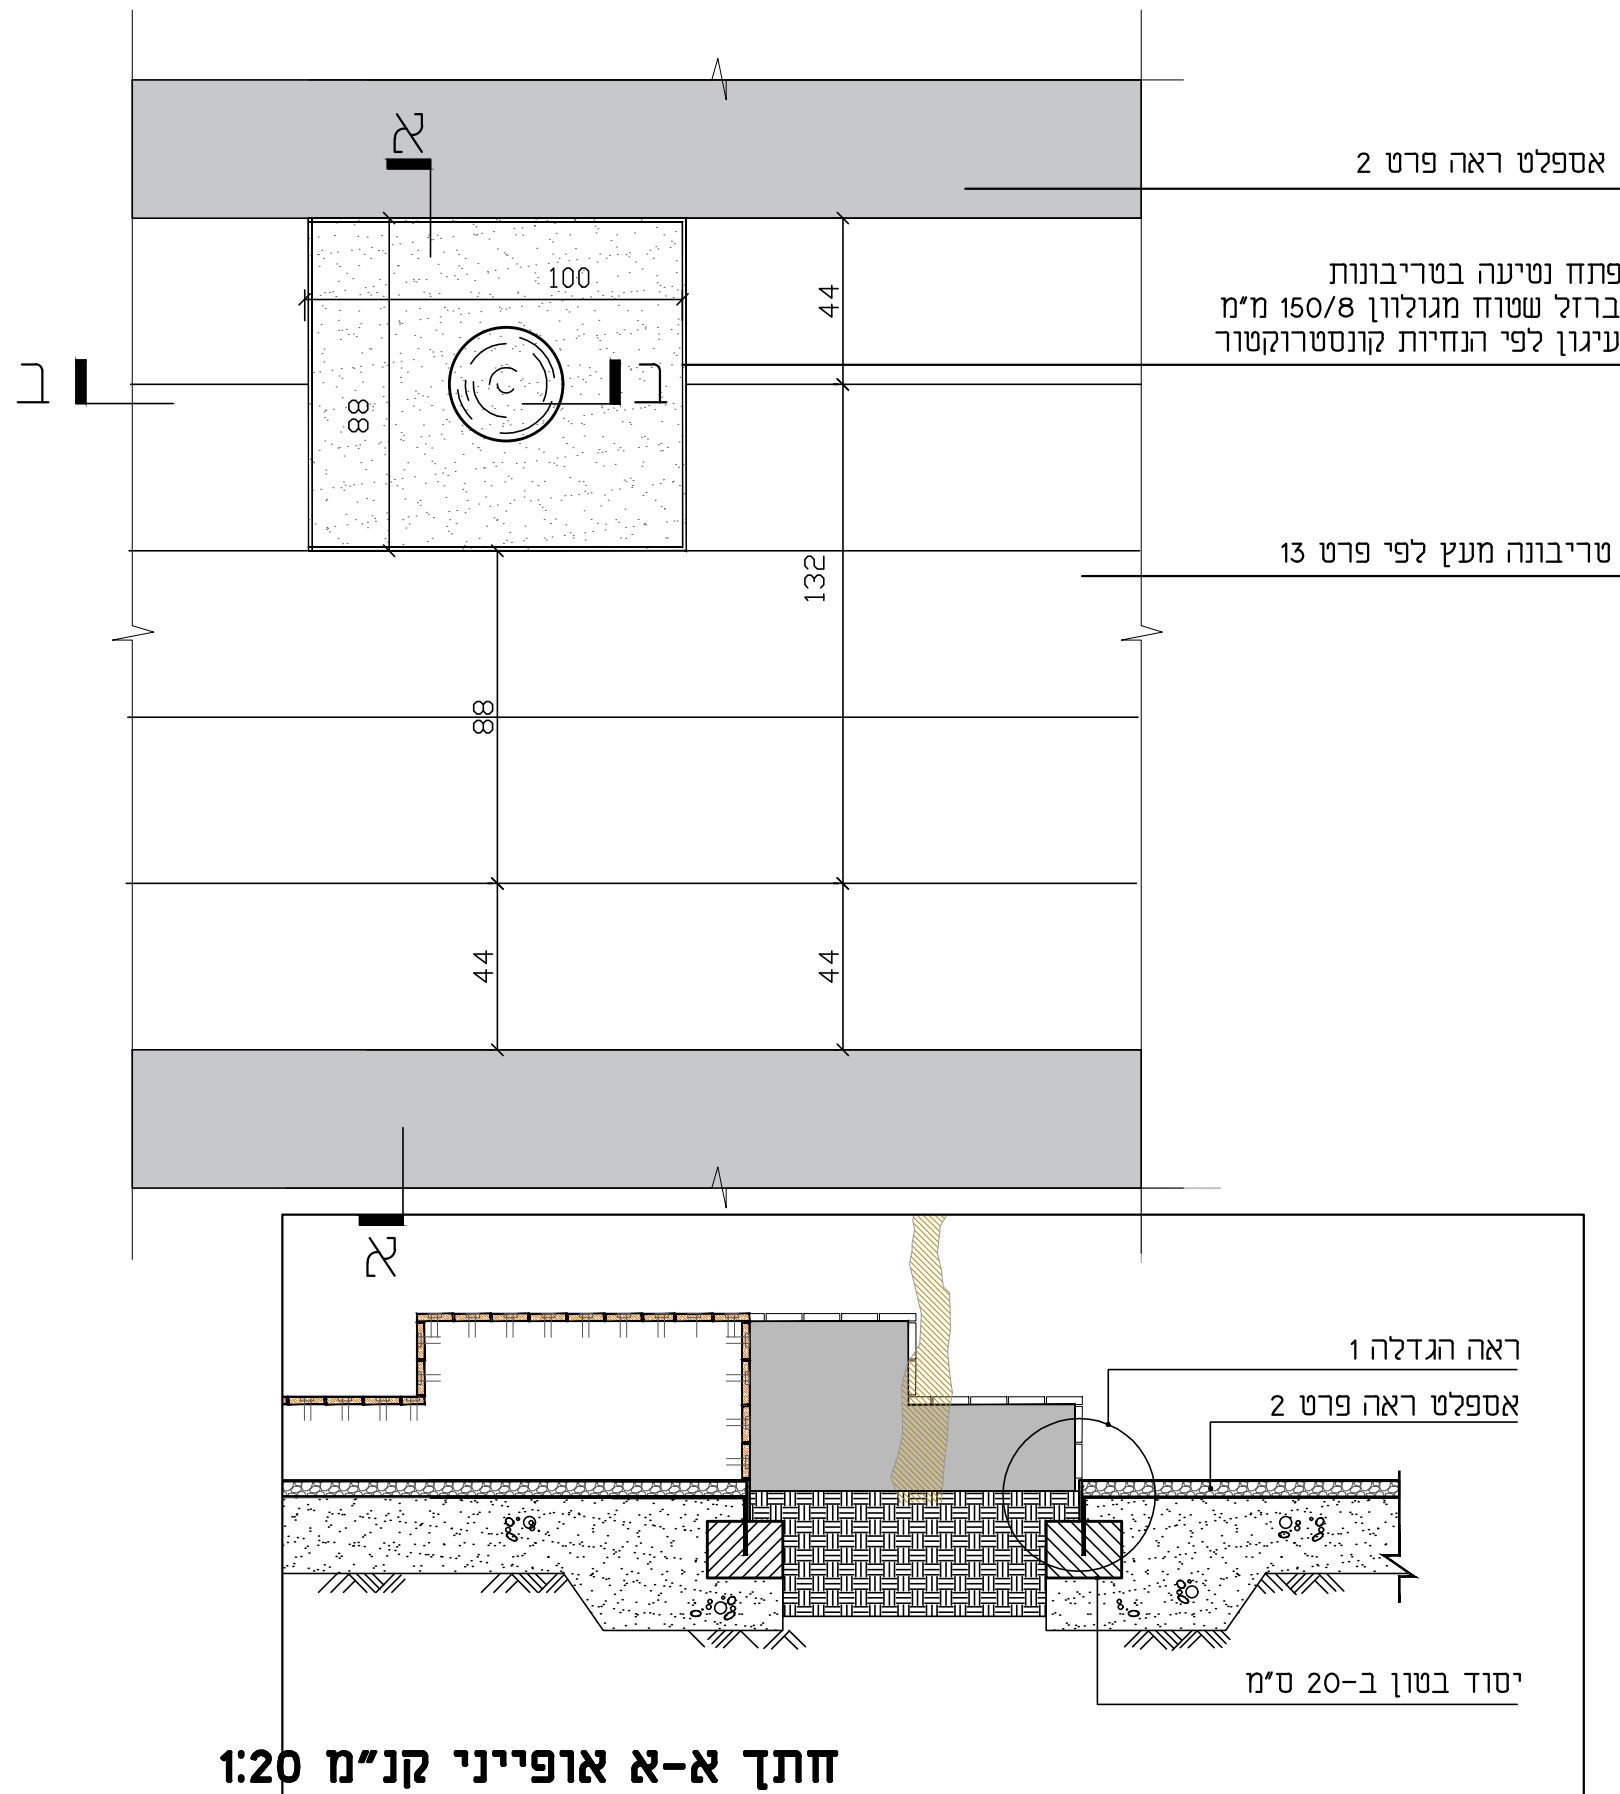 א
אספלט ראה פרט 2
פתח נטיעה בטריבונות
ברזל שטוח מגולוון 150/8 מ"מ
עיגון לפי הנחיות קונסטרוקטור
100
44
ב
ב
88
טריבונה מעץ לפי פרט 13
132
88
44
44
א
ראה הגדלה 1
אספלט ראה פרט 2
יסוד בטון ב-20 ס"מ
חתך א-א אופייני קנ"מ 1:20